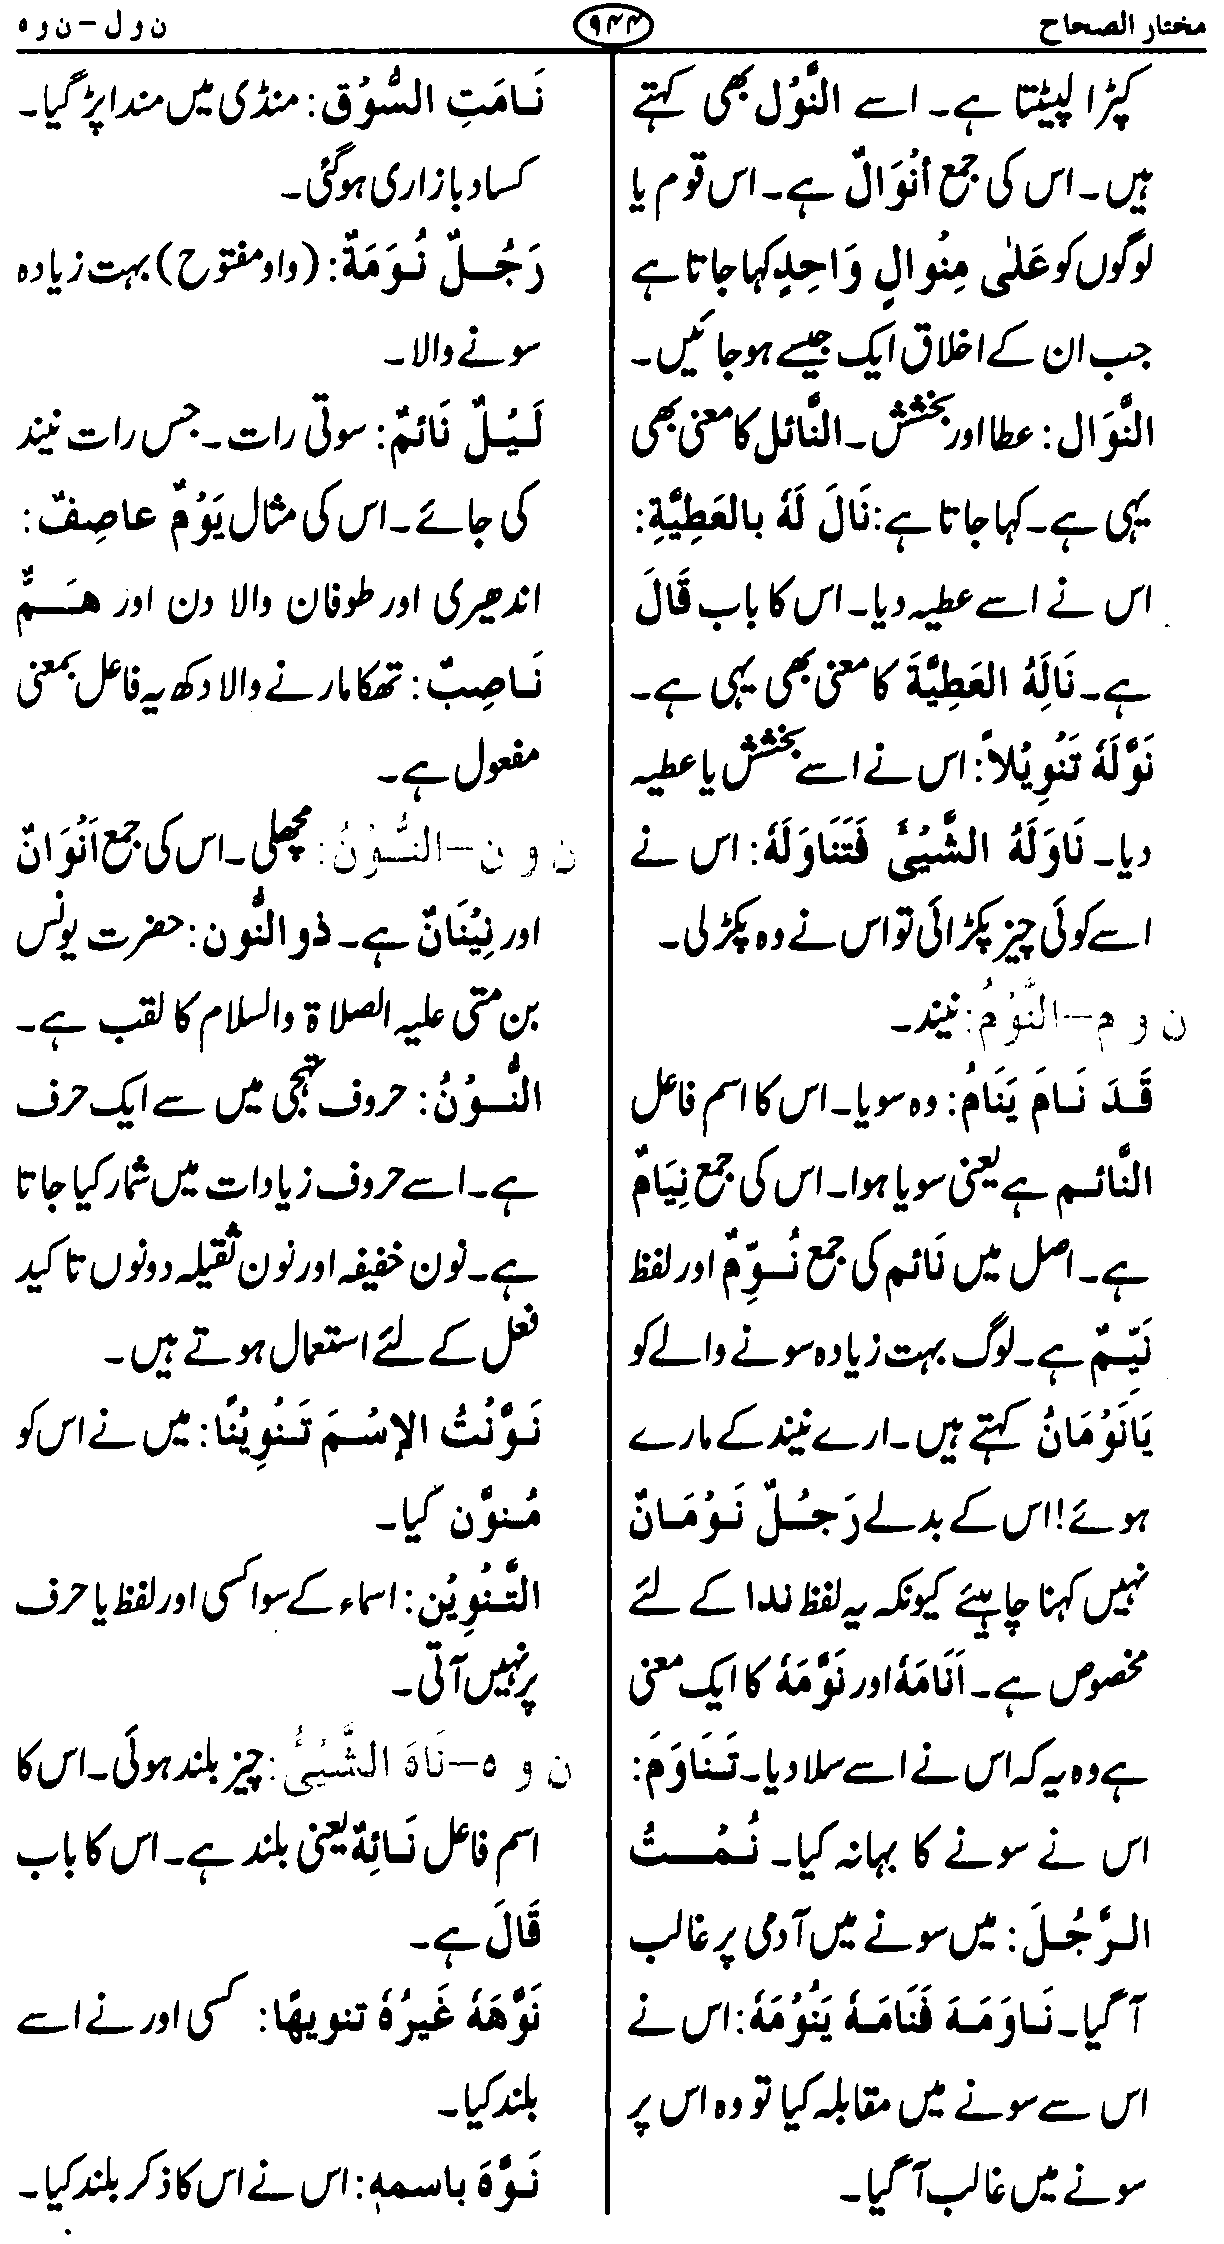 مختار الصحاح
۹۴۴
ن و ل – ن و ہ
کپڑا لپیٹتا ہے۔ اسے النَّوْل بھی کہتے
ہیں۔ اس کی جمع أنْوَالٌ ہے۔ اس قوم یا
لوگوں کو عَلٰی مِنْوالٍ وَاحِدٍ کہا جاتا ہے
جب ان کے اخلاق ایک جیسے ہو جائیں۔
النَّوَال: عطا اور بخشش۔ النَّائل کا معنی بھی
یہی ہے۔ کہا جاتا ہے: نَالَ لَهٗ بالعَطِيَّةِ:
اس نے اسے عطیہ دیا۔ اس کا باب قَالَ
ہے۔ نَالَهُ العَطِيَّةَ کا معنی بھی یہی ہے۔
نَوَّلَهٗ تَنْوِيْلاً: اس نے اسے بخشش یا عطیہ
دیا۔ نَاوَلَهُ الشَّيْئَ فَتَنَاوَلَهٗ: اس نے
اسے کوئی چیز پکڑائی تو اس نے وہ پکڑ لی۔
ن و م – النَّوْمُ: نیند۔
قَدَ نَامَ يَنَامُ: وہ سویا۔ اس کا اسم فاعل
النَّائم ہے یعنی سویا ہوا۔ اس کی جمع نِيَامٌ
ہے۔ اصل میں نَائم کی جمع نُوِّمٌ اور لفظ
نَيِّمٌ ہے۔ لوگ بہت زیادہ سونے والے کو
يَانَوْمَانُ کہتے ہیں۔ ارے نیند کے مارے
ہوئے! اس کے بدلے رَجُلٌ نَوْمَانٌ
نہیں کہنا چاہیئے کیونکہ یہ لفظ ندا کے لئے
مخصوص ہے۔ اَنَامَهٗ اور نَوَّمَهٗ کا ایک معنی
ہے وہ یہ کہ اس نے اسے سلا دیا۔ تَنَاوَمَ:
اس نے سونے کا بہانہ کیا۔ نُمْتُ
الرَّجُلَ: میں سونے میں آدمی پر غالب
آ گیا۔ نَاوَمَهَ فَنَامَهٗ يَنُوْمَهٗ: اس نے
اس سے سونے میں مقابلہ کیا تو وہ اس پر
سونے میں غالب آ گیا۔
نَامَتِ السُّوْق: منڈی میں مندا پڑ گیا۔
کساد بازاری ہو گئی۔
رَجُلٌ نُوَمَةٌ: (واو مفتوح) بہت زیادہ
سونے والا۔
لَيْلٌ نَائمٌ: سوتی رات۔ جس رات نیند
کی جائے۔ اس کی مثال يَوْمٌ عاصِفٌ:
اندھیری اور طوفان والا دن اور هَمٌّ
نَاصِبٌ: تھکا مارنے والا دکھ یہ فاعل بمعنی
مفعول ہے۔
ن و ن – النُّوْنُ: مچھلی۔ اس کی جمع اَنْوَانٌ
اور نِيْنَانٌ ہے۔ ذو النُّون: حضرت یونس
بن متی علیہ الصلاۃ والسلام کا لقب ہے۔
النُّوْنُ: حروف تہجی میں سے ایک حرف
ہے۔ اسے حروف زیادات میں شمار کیا جاتا
ہے۔ نون خفیفہ اور نون ثقیلہ دونوں تاکید
فعل کے لئے استعمال ہوتے ہیں۔
نَوَّنْتُ الإسْمَ تَنْوِيْنًا: میں نے اس کو
مُنوَّن کیا۔
التَّنْوِيْن: اسماء کے سوا کسی اور لفظ یا حرف
پر نہیں آتی۔
ن و ہ – نَاهَ الشَّيْئُ: چیز بلند ہوئی۔ اس کا
اسم فاعل نَائِهٌ یعنی بلند ہے۔ اس کا باب
قَالَ ہے۔
نَوَّهَهٗ غَيرُهٗ تنويهًا: کسی اور نے اسے
بلند کیا۔
نَوَّهَ باسمهٖ: اس نے اس کا ذکر بلند کیا۔